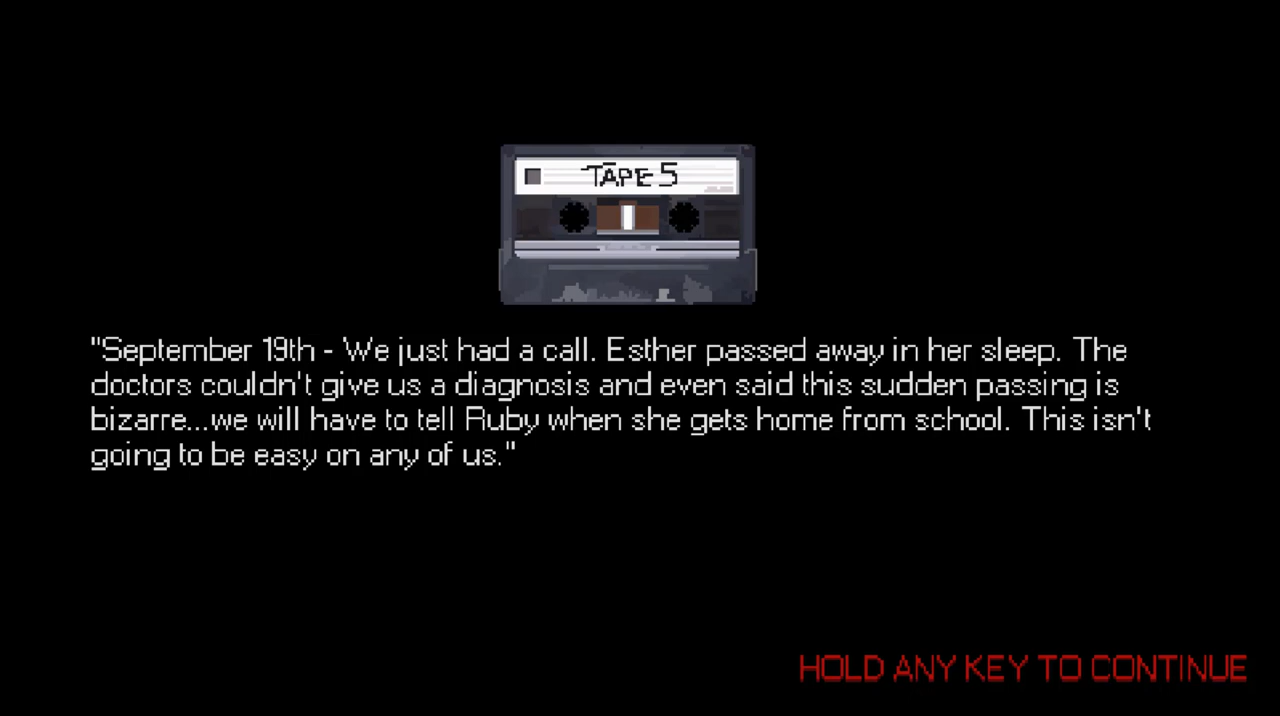 TAPE 5
"September 19th - We just had a call. Esther passed away in her sleep. The
doctors couldn't give us a diagnosis and even said this sudden passing is
bizarre...we will have to tell Ruby when she gets home from school. This isn't
going to be easy on any of us."
HOLD ANY KEY TO CONTINUE